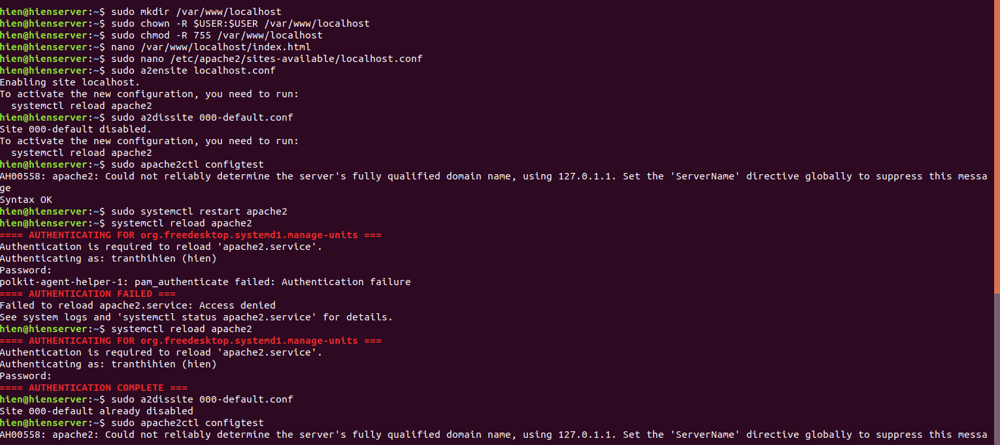 hien@hienserver:~$ sudo mkdir /var/www/localhost
hien@hienserver:~$ sudo chown -R $USER:$USER /var/www/localhost
hien@hienserver:~$ sudo chmod -R 755 /var/www/localhost
hien@hienserver:~$ nano /var/www/localhost/index.html
hien@hienserver:~$ sudo nano /etc/apache2/sites-available/localhost.conf
hien@hienserver:~$ sudo a2ensite localhost.conf
Enabling site localhost.
To activate the new configuration, you need to run:
  systemctl reload apache2
hien@hienserver:~$ sudo a2dissite 000-default.conf
Site 000-default disabled.
To activate the new configuration, you need to run:
  systemctl reload apache2
hien@hienserver:~$ sudo apache2ctl configtest
AH00558: apache2: Could not reliably determine the server's fully qualified domain name, using 127.0.1.1. Set the 'ServerName' directive globally to suppress this messa
ge
Syntax OK
hien@hienserver:~$ sudo systemctl restart apache2
hien@hienserver:~$ systemctl reload apache2
==== AUTHENTICATING FOR org.freedesktop.systemd1.manage-units ===
Authentication is required to reload 'apache2.service'.
Authenticating as: tranthihien (hien)
Password:
polkit-agent-helper-1: pam_authenticate failed: Authentication failure
==== AUTHENTICATION FAILED ===
Failed to reload apache2.service: Access denied
See system logs and 'systemctl status apache2.service' for details.
hien@hienserver:~$ systemctl reload apache2
==== AUTHENTICATING FOR org.freedesktop.systemd1.manage-units ===
Authentication is required to reload 'apache2.service'.
Authenticating as: tranthihien (hien)
Password:
==== AUTHENTICATION COMPLETE ===
hien@hienserver:~$ sudo a2dissite 000-default.conf
Site 000-default already disabled
hien@hienserver:~$ sudo apache2ctl configtest
AH00558: apache2: Could not reliably determine the server's fully qualified domain name, using 127.0.1.1. Set the 'ServerName' directive globally to suppress this messa